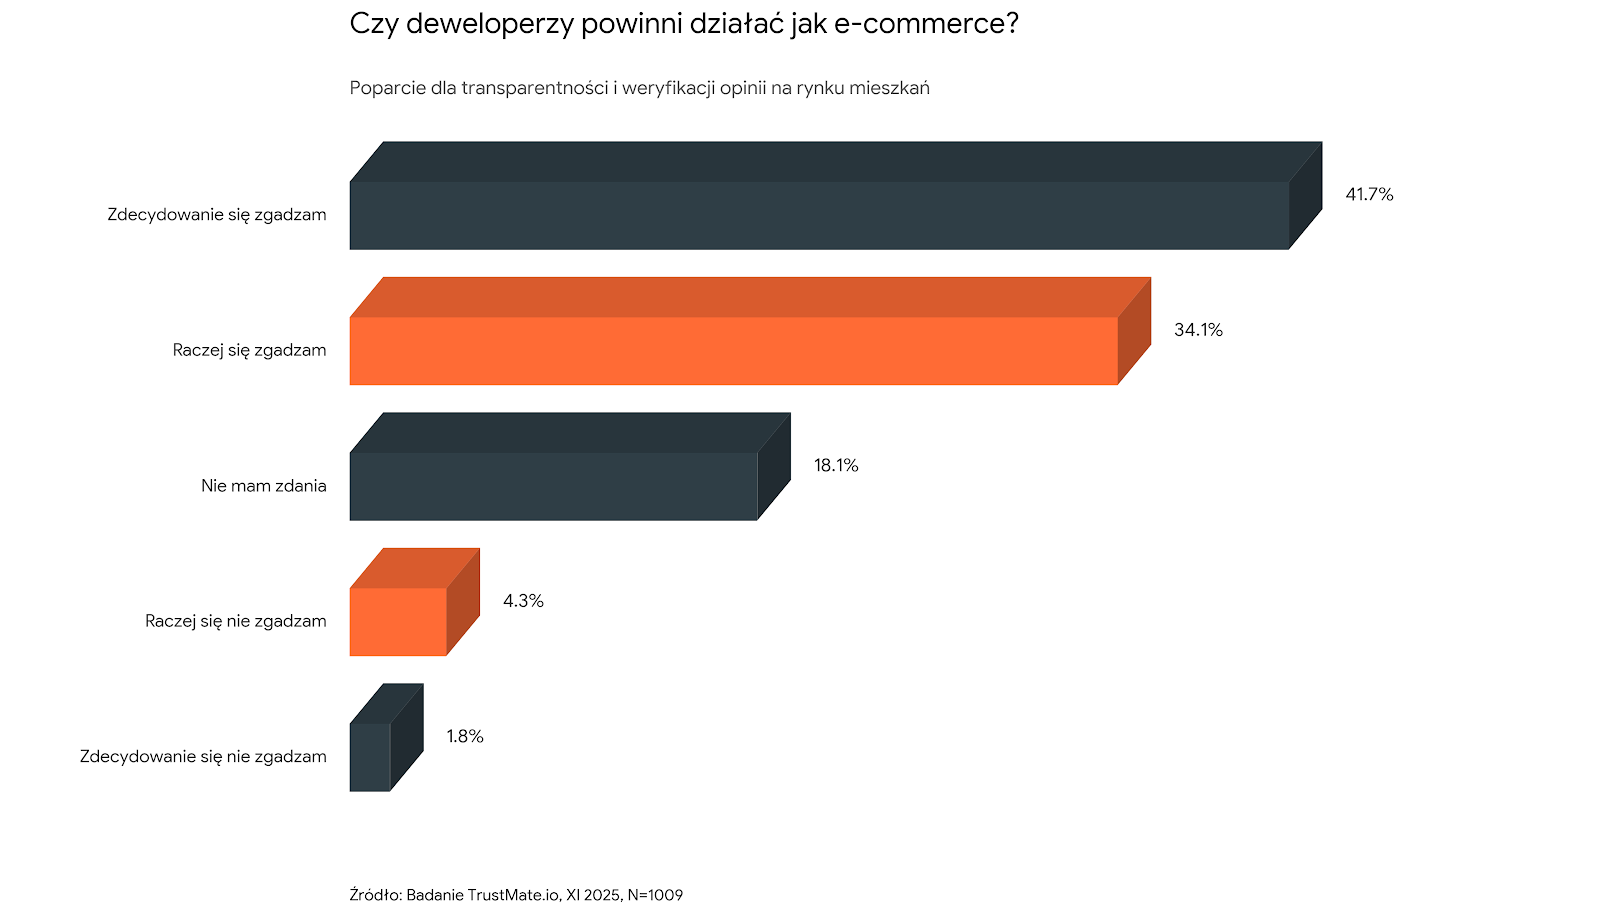 Czy deweloperzy powinni działać jak e-commerce?
Poparcie dla transparentności i weryfikacji opinii na rynku mieszkań
Zdecydowanie się zgadzam
41.7%
Raczej się zgadzam
34.1%
Nie mam zdania
18.1%
Raczej się nie zgadzam
4.3%
Zdecydowanie się nie zgadzam
1.8%
Źródło: Badanie TrustMate.io, XI 2025, N=1009